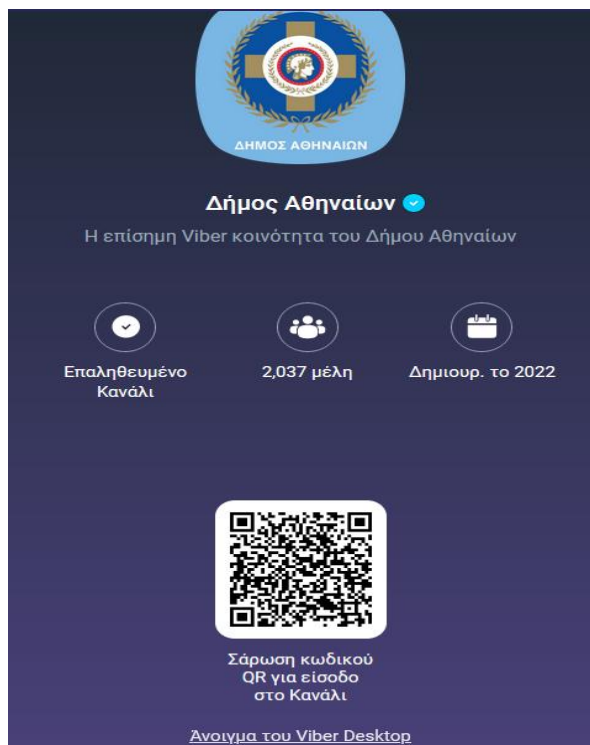 ΔΗΜΟΣ ΑΘΗΝΑΙΩΝ
Δήμος Αθηναίων
Η επίσημη Viber κοινότητα του Δήμου Αθηναίων
Επαληθευμένο
Κανάλι
2,037 μέλη
Δημιουρ. το 2022
Σάρωση κωδικού
QR για είσοδο
στο Κανάλι
Άνοιγμα του Viber Desktop